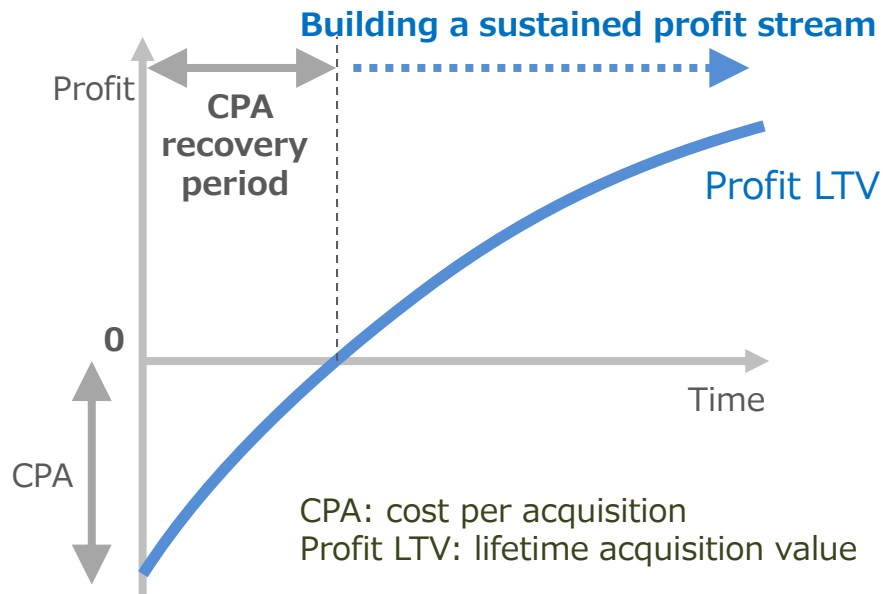 Building a sustained profit stream
Profit
CPA
recovery
period
Profit LTV
0
Time
CPA
CPA: cost per acquisition
Profit LTV: lifetime acquisition value